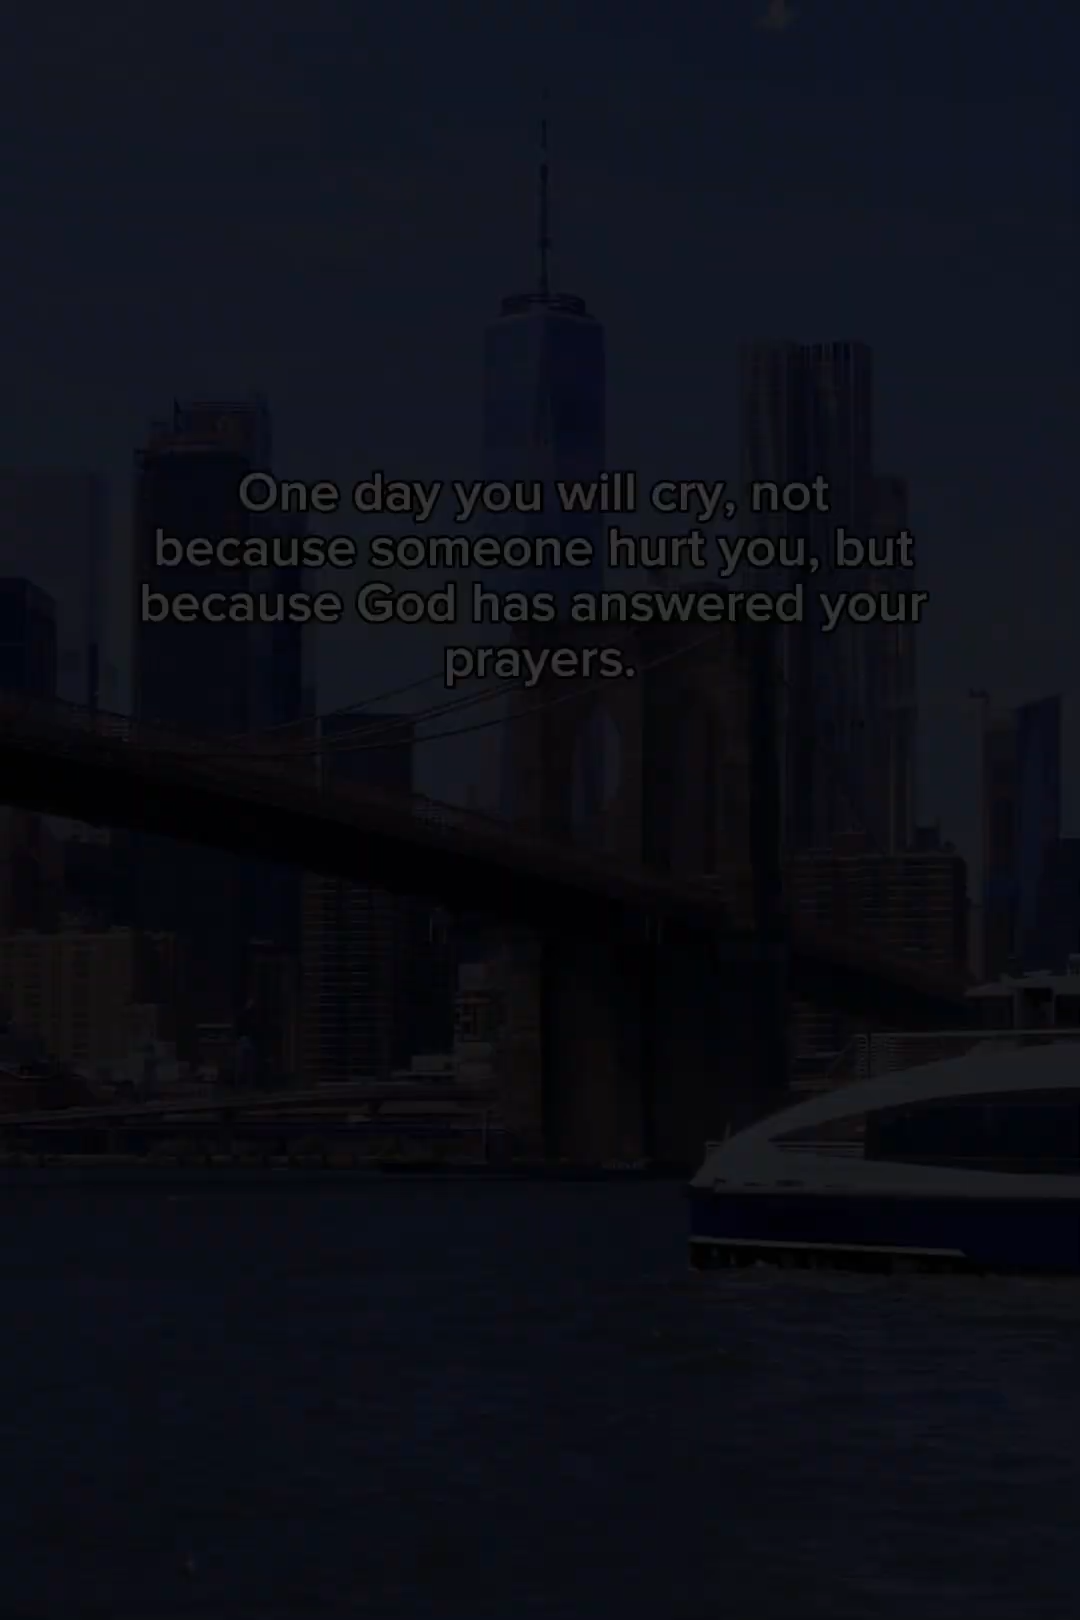 One day you will cry, not
because someone hurt you, but
because God has answered your
prayers.